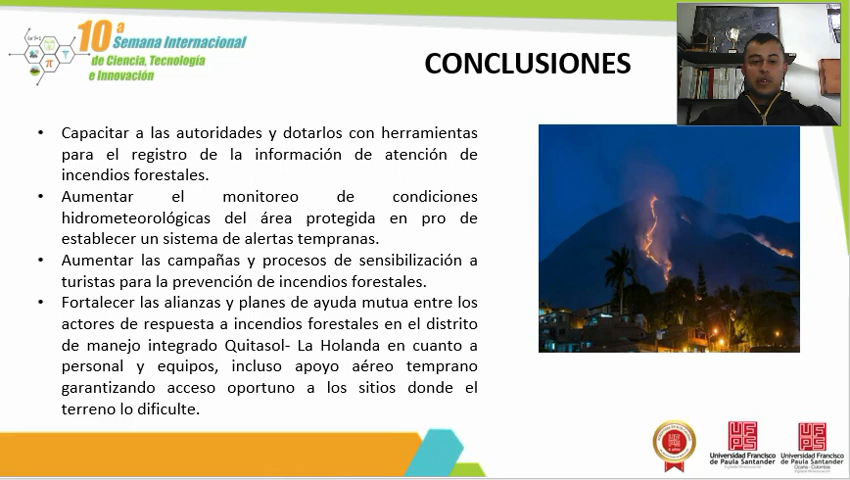 10ª
Semana Internacional
de Ciencia, Tecnología
e Innovación
CONCLUSIONES
• Capacitar a las autoridades y dotarlos con herramientas
para el registro de la información de atención de
incendios forestales.
• Aumentar el monitoreo de condiciones
hidrometeorológicas del área protegida en pro de
establecer un sistema de alertas tempranas.
• Aumentar las campañas y procesos de sensibilización a
turistas para la prevención de incendios forestales.
• Fortalecer las alianzas y planes de ayuda mutua entre los
actores de respuesta a incendios forestales en el distrito
de manejo integrado Quitasol- La Holanda en cuanto a
personal y equipos, incluso apoyo aéreo temprano
garantizando acceso oportuno a los sitios donde el
terreno lo dificulte.
UFPS
Universidad Francisco
de Paula Santander
UFPS
Universidad Francisco
de Paula Santander
Ocaña - Colombia